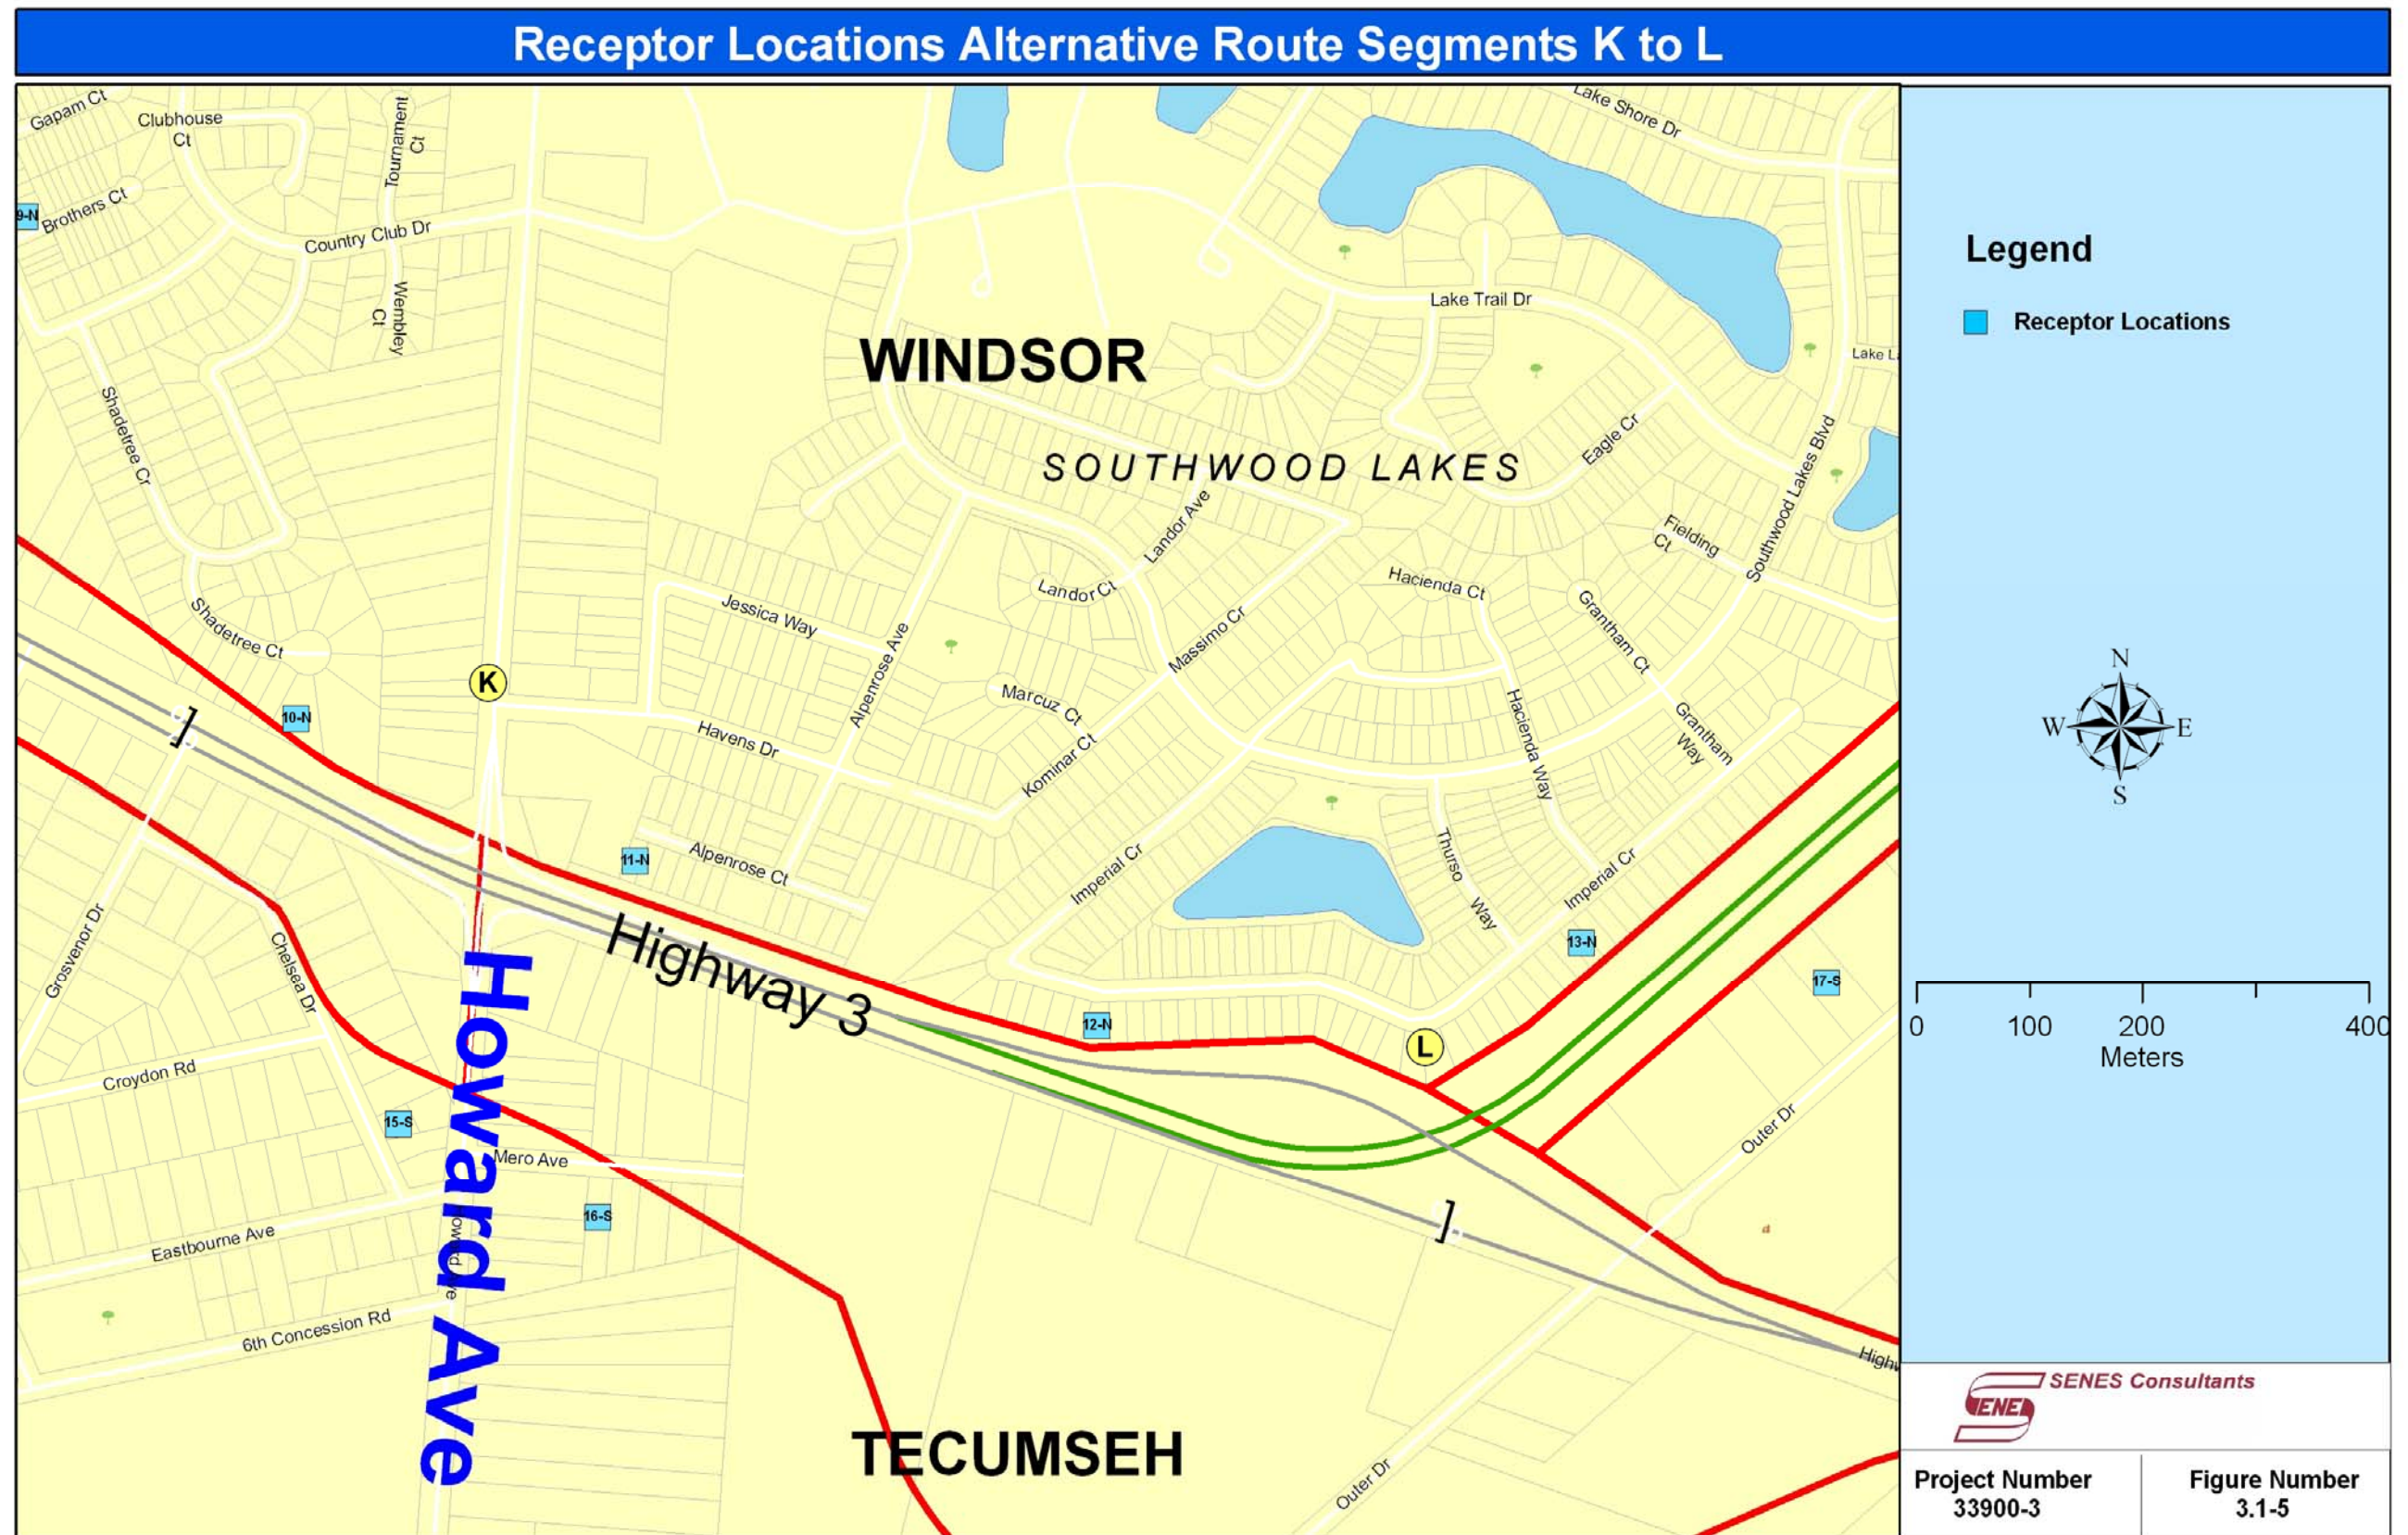 Receptor Locations Alternative Route Segments K to L
Gapam Ct
Clubhouse
Ct
Tournament
Ct
Lake Shore Dr
9-N
Brothers Ct
Country Club Dr
Wembley
Ct
Lake Trail Dr
WINDSOR
Shadetree Cr
SOUTHWOOD LAKES
Eagle Cr
Southwood Lakes Blvd
Landor Ave
Fielding
Ct
Landor Ct
Hacienda Ct
Grantham Ct
Jessica Way
Shadetree Ct
Massimo Cr
Alpenrose Ave
K
Marcuz Ct
Hacienda Way
Grantham
Way
10-N
]
Havens Dr
Kominar Ct
11-N
Alpenrose Ct
Imperial Cr
Thurso
Way
Imperial Cr
Grosvenor Dr
Chelsea Dr
Highway 3
13-N
17-S
12-N
L
Croydon Rd
15-S
Howard Ave
Mero Ave
Outer Dr
16-S
]
Eastbourne Ave
Howard Ave
6th Concession Rd
TECUMSEH
Outer Dr
Legend
Receptor Locations
N
W
E
S
0
100
200
400
Meters
SENES Consultants
SENES
Project Number
33900-3
Figure Number
3.1-5